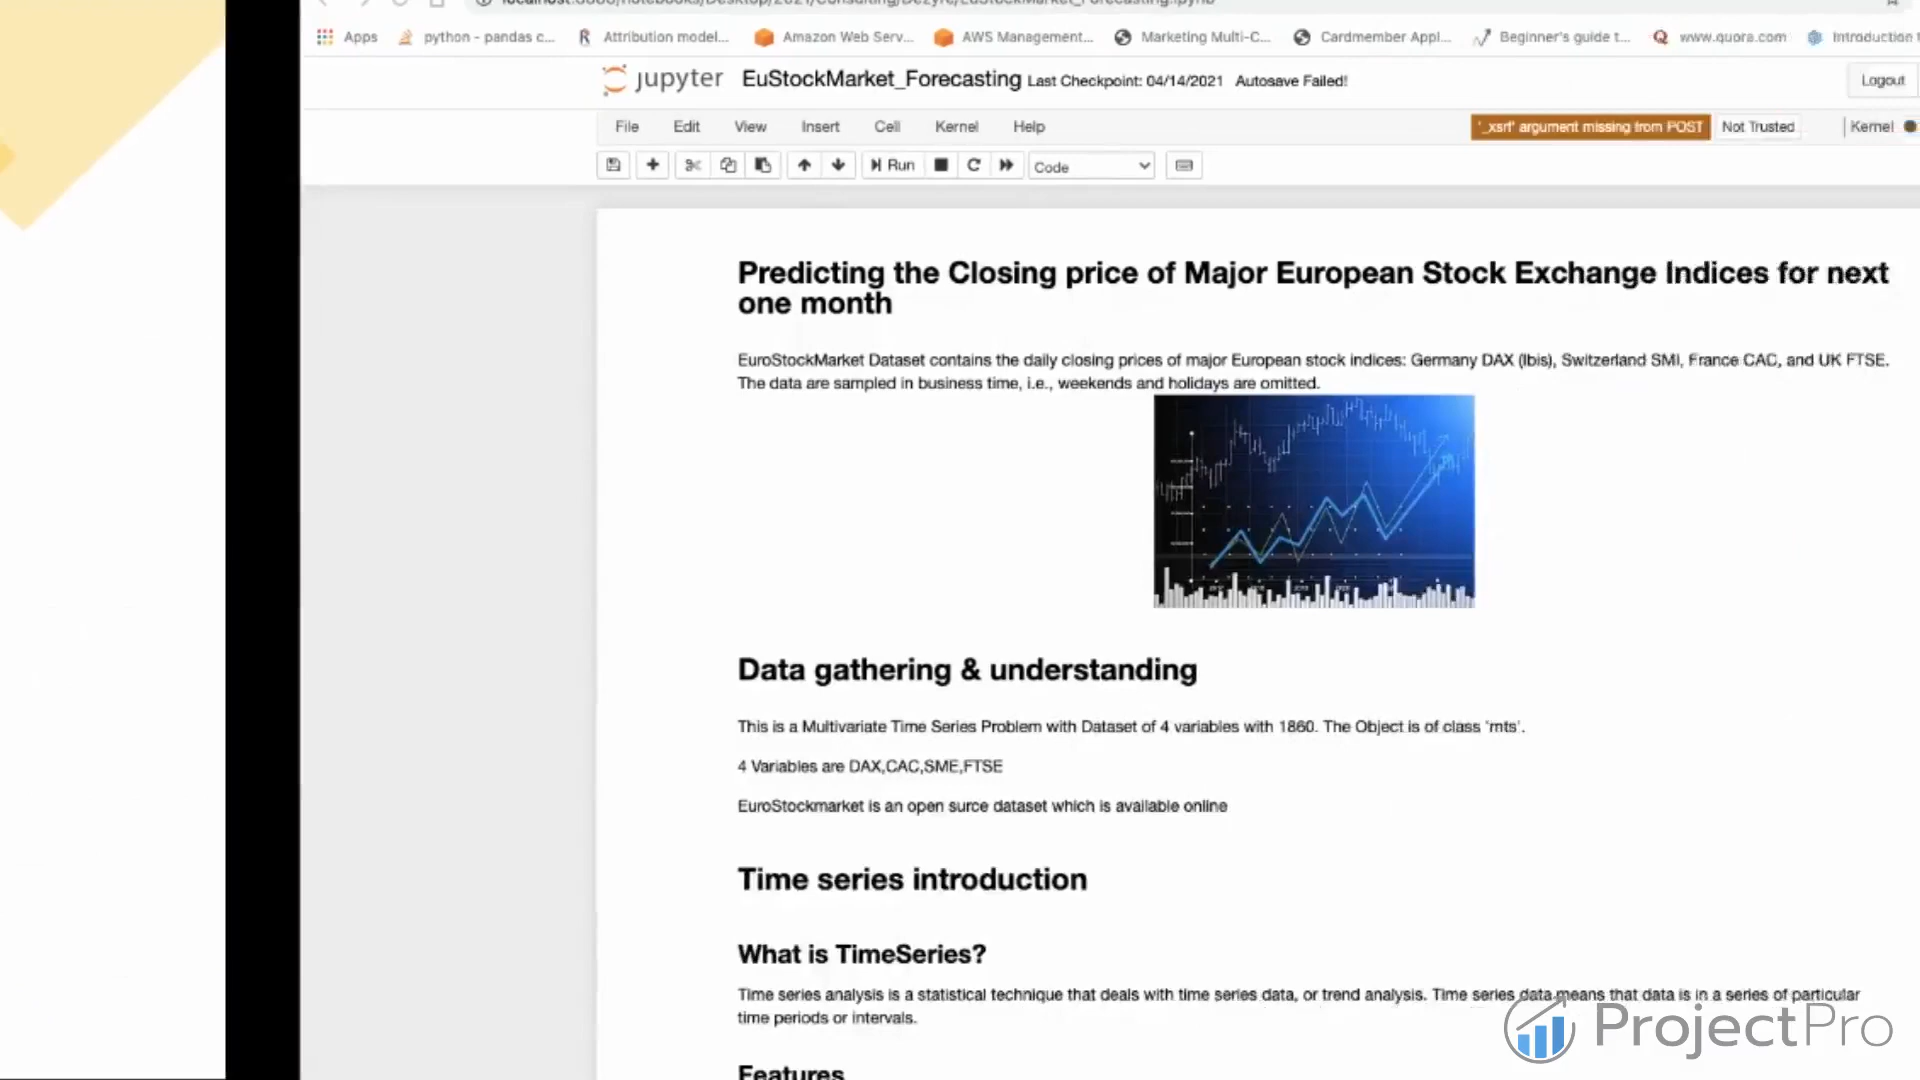 localhost:8888/notebooks/Desktop/2021/Consulting/Dezyre/EuStockMarket_Forecasting.ipynb
Apps python - pandas c... Attribution model... Amazon Web Serv... AWS Management... Marketing Multi-C... Cardmember Appl... Beginner's guide t... www.quora.com Introduction t
jupyter EuStockMarket_Forecasting Last Checkpoint: 04/14/2021 Autosave Failed! Logout
File Edit View Insert Cell Kernel Help '_xsrf' argument missing from POST Not Trusted Kernel
Run Code
Predicting the Closing price of Major European Stock Exchange Indices for next
one month
EuroStockMarket Dataset contains the daily closing prices of major European stock indices: Germany DAX (Ibis), Switzerland SMI, France CAC, and UK FTSE.
The data are sampled in business time, i.e., weekends and holidays are omitted.
Data gathering & understanding
This is a Multivariate Time Series Problem with Dataset of 4 variables with 1860. The Object is of class 'mts'.
4 Variables are DAX,CAC,SME,FTSE
EuroStockmarket is an open surce dataset which is available online
Time series introduction
What is TimeSeries?
Time series analysis is a statistical technique that deals with time series data, or trend analysis. Time series data means that data is in a series of particular
time periods or intervals.
ProjectPro
Features